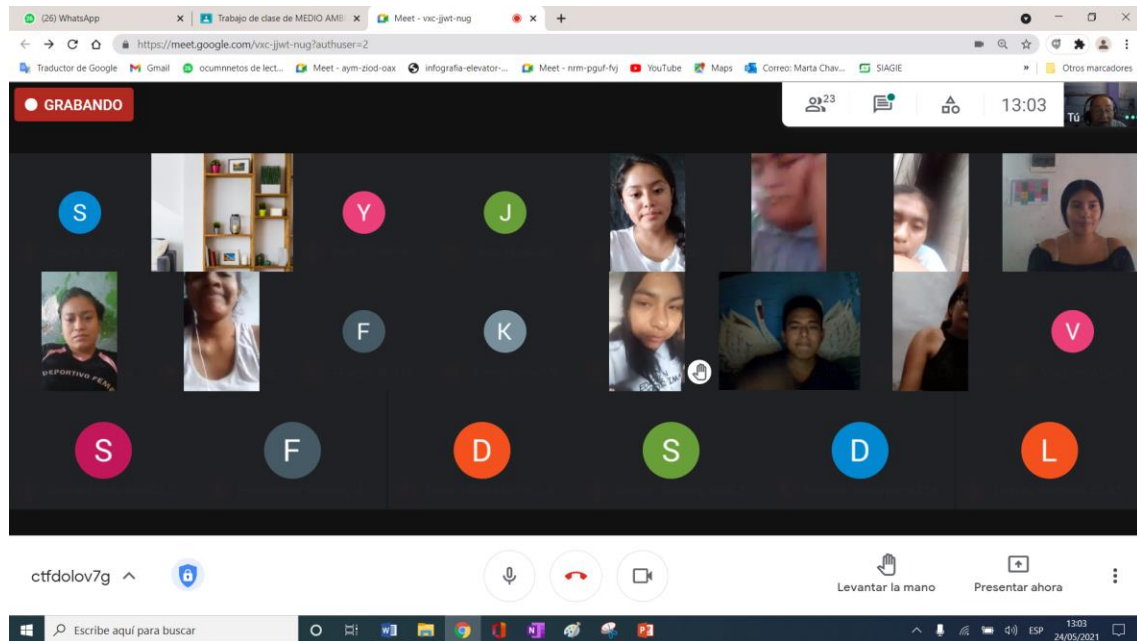 (26) WhatsApp
Trabajo de clase de MEDIO AMB
Meet - vxc-jjwt-nug
https://meet.google.com/vxc-jjwt-nug?authuser=2
Traductor de Google
Gmail
ocumnnetos de lect...
Meet - aym-ziod-oax
infografia-elevator-...
Meet - nrm-pguf-fvj
YouTube
Maps
Correo: Marta Chav...
SIAGIE
»
Otros marcadores
GRABANDO
23
13:03
Tú
S
Y
J
F
K
V
DEPORTIVO FEME
S
F
D
S
D
L
ctfdolov7g
Levantar la mano
Presentar ahora
Escribe aquí para buscar
ESP
13:03
24/05/2021